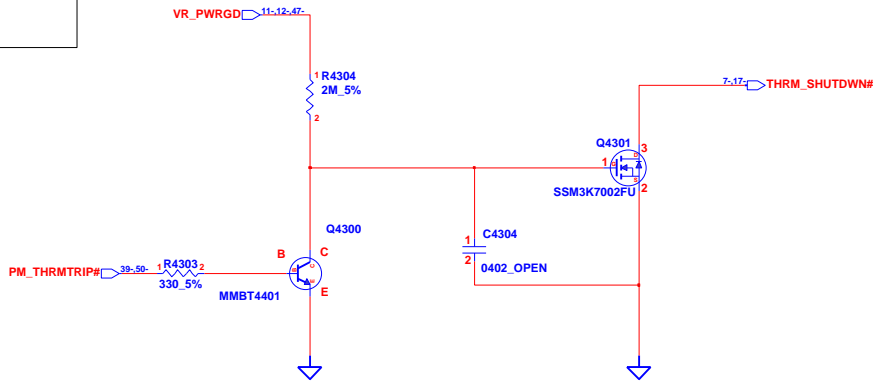 VR_PWRGD 11-,12-,47-
1 R4304
2M_5%
2
7-,17- THRM_SHUTDWN#
Q4301
3
1
G
D
S
2
SSM3K7002FU
Q4300
B
C
B
C
E
E
MMBT4401
PM_THRMTRIP# 39-,50- 1 R4303 2
330_5%
1 C4304
2
0402_OPEN